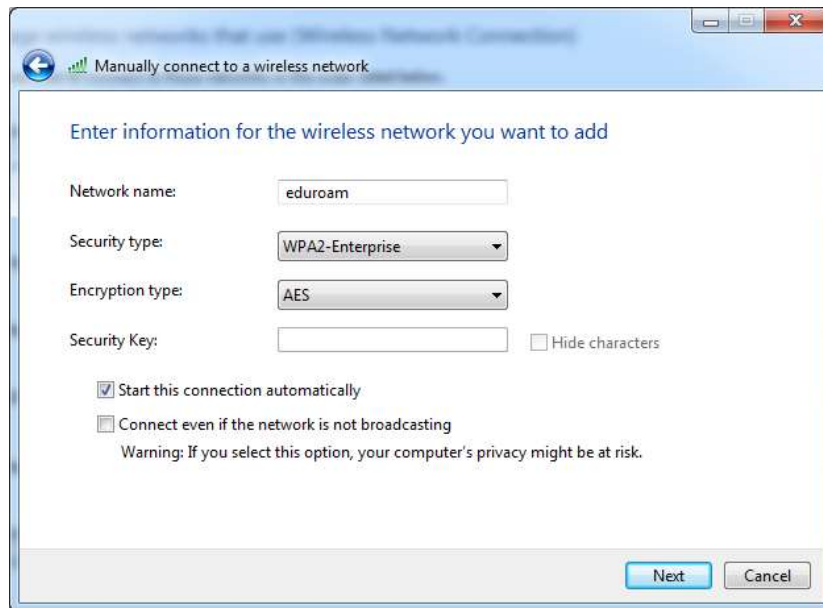 Manually connect to a wireless network
Enter information for the wireless network you want to add
Network name: eduroam
Security type: WPA2-Enterprise
Encryption type: AES
Security Key: Hide characters
Start this connection automatically
Connect even if the network is not broadcasting
Warning: If you select this option, your computer's privacy might be at risk.
Next Cancel